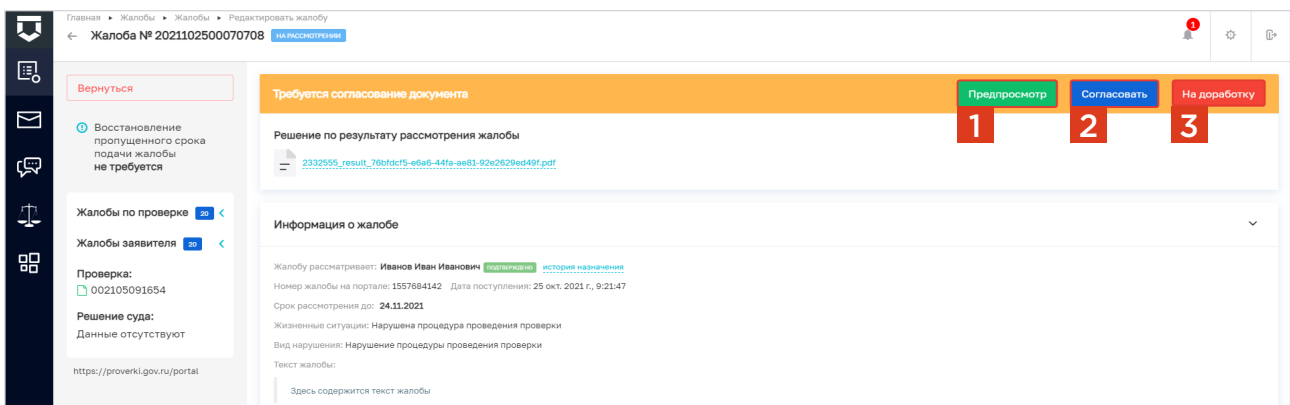 Главная ▸ Жалобы ▸ Жалобы ▸ Редактировать жалобу
← Жалоба № 2021102500070708 НА РАССМОТРЕНИИ
1
Вернуться
Восстановление
пропущенного срока
подачи жалобы
не требуется
Жалобы по проверке 20
Жалобы заявителя 20
Проверка:
002105091654
Решение суда:
Данные отсутствуют
https://proverki.gov.ru/portal
Требуется согласование документа
Предпросмотр
Согласовать
На доработку
1
2
3
Решение по результату рассмотрения жалобы
2332555_result_76bfdcf5-e6a6-44fa-ae81-92e2629ed49f.pdf
Информация о жалобе
Жалобу рассматривает: Иванов Иван Иванович ПОДТВЕРЖДЕНО история назначения
Номер жалобы на портале: 1557684142 Дата поступления: 25 окт. 2021 г., 9:21:47
Срок рассмотрения до: 24.11.2021
Жизненные ситуации: Нарушена процедура проведения проверки
Вид нарушения: Нарушение процедуры проведения проверки
Текст жалобы:
Здесь содержится текст жалобы